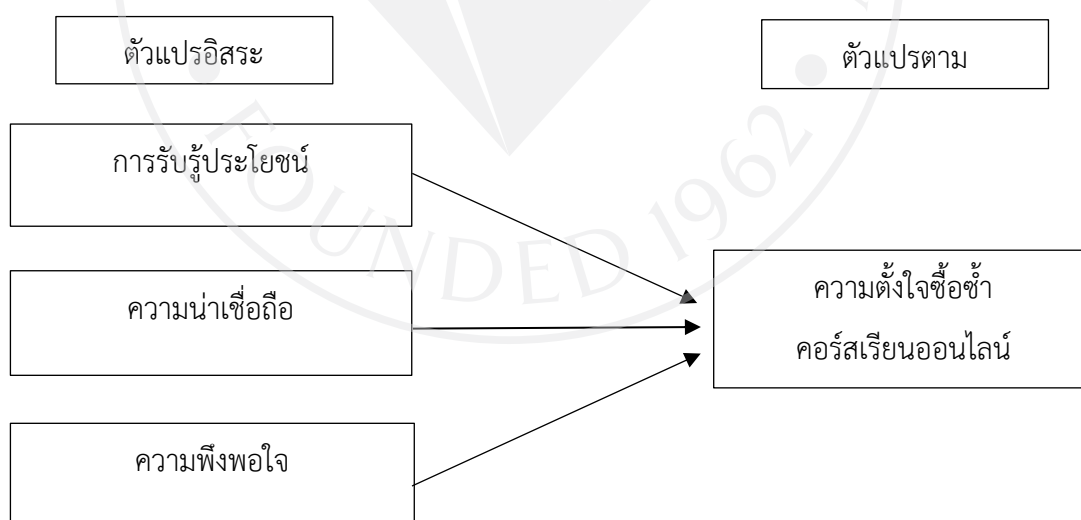 ตัวแปรอิสระ
ตัวแปรตาม
การรับรู้ประโยชน์
ความน่าเชื่อถือ
ความพึงพอใจ
ความตั้งใจซื้อซ้ำ
คอร์สเรียนออนไลน์
FOUNDED 1962